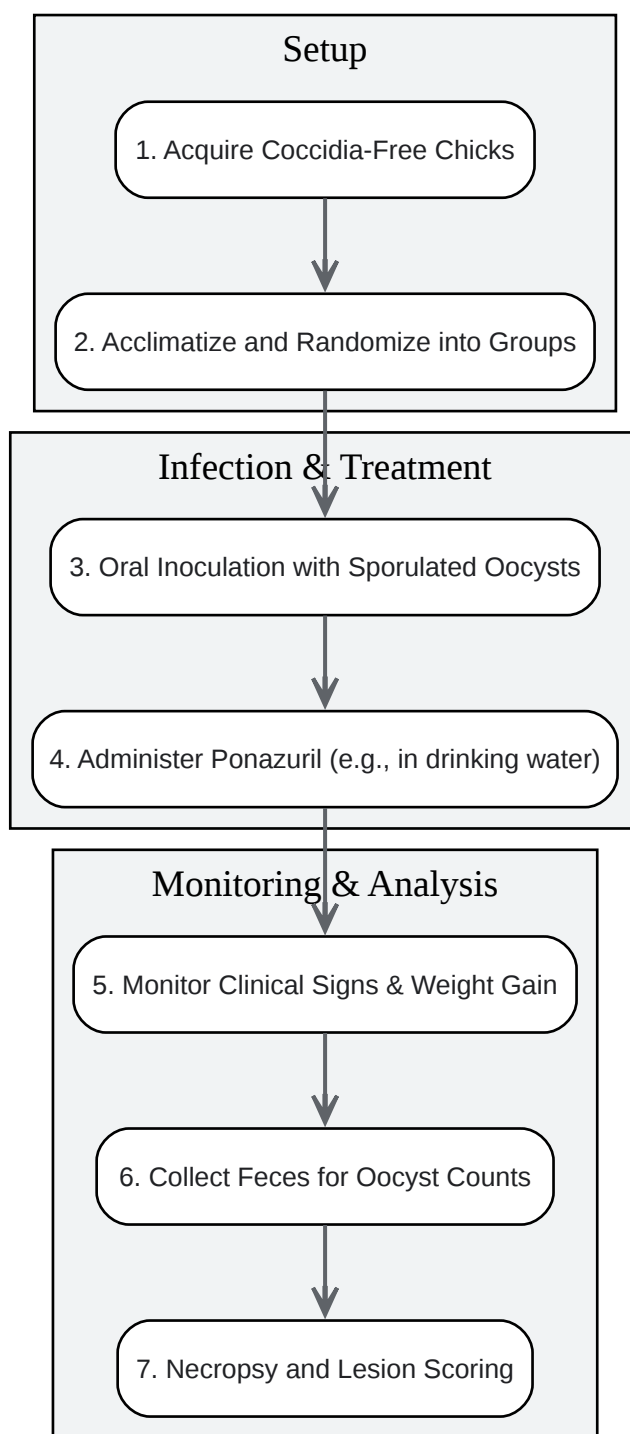 Setup
1. Acquire Coccidia-Free Chicks
2. Acclimatize and Randomize into Groups
Infection & Treatment
3. Oral Inoculation with Sporulated Oocysts
4. Administer Ponazuril (e.g., in drinking water)
Monitoring & Analysis
5. Monitor Clinical Signs & Weight Gain
6. Collect Feces for Oocyst Counts
7. Necropsy and Lesion Scoring